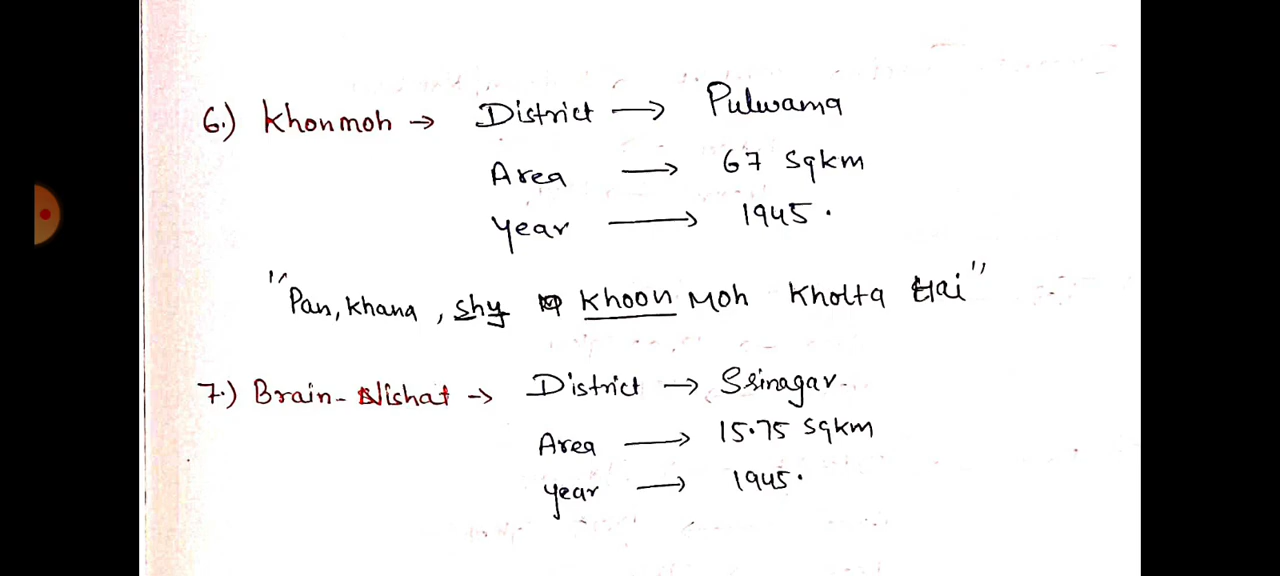 6.) Khonmoh → District → Pulwama
Area → 67 Sqkm
Year → 1945.
"Pan, Khana, shy Khoon Moh Kholta Hai"
7.) Brain-Nishat → District → Srinagar.
Area → 15.75 Sqkm
Year → 1945.